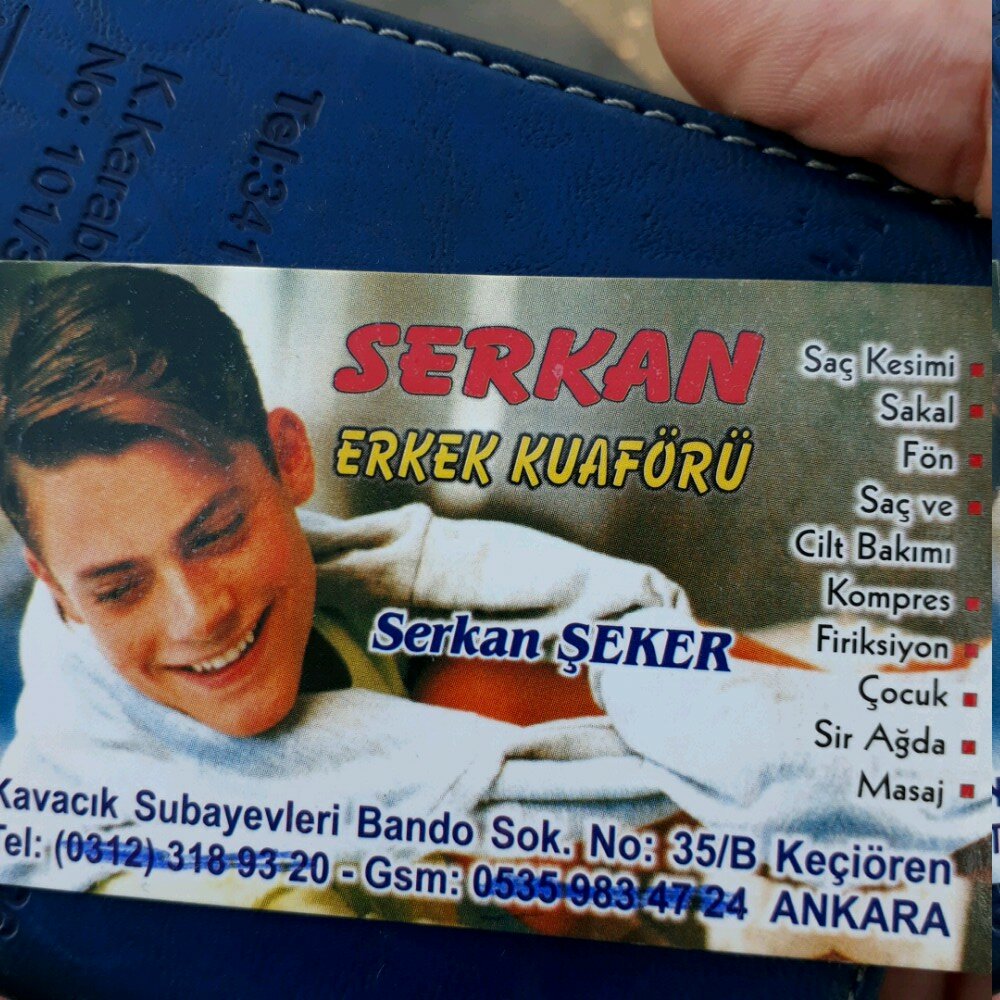 K.Karab
No: 101/3
Tel:341
SERKAN
ERKEK KUAFÖRÜ
Serkan ŞEKER
Saç Kesimi
Sakal
Fön
Saç ve
Cilt Bakımı
Kompres
Firiksiyon
Çocuk
Sir Ağda
Masaj
Kavacık Subayevleri Bando Sok. No: 35/B Keçiören
Tel: (0312) 318 93 20 - Gsm: 0535 983 47 24 ANKARA